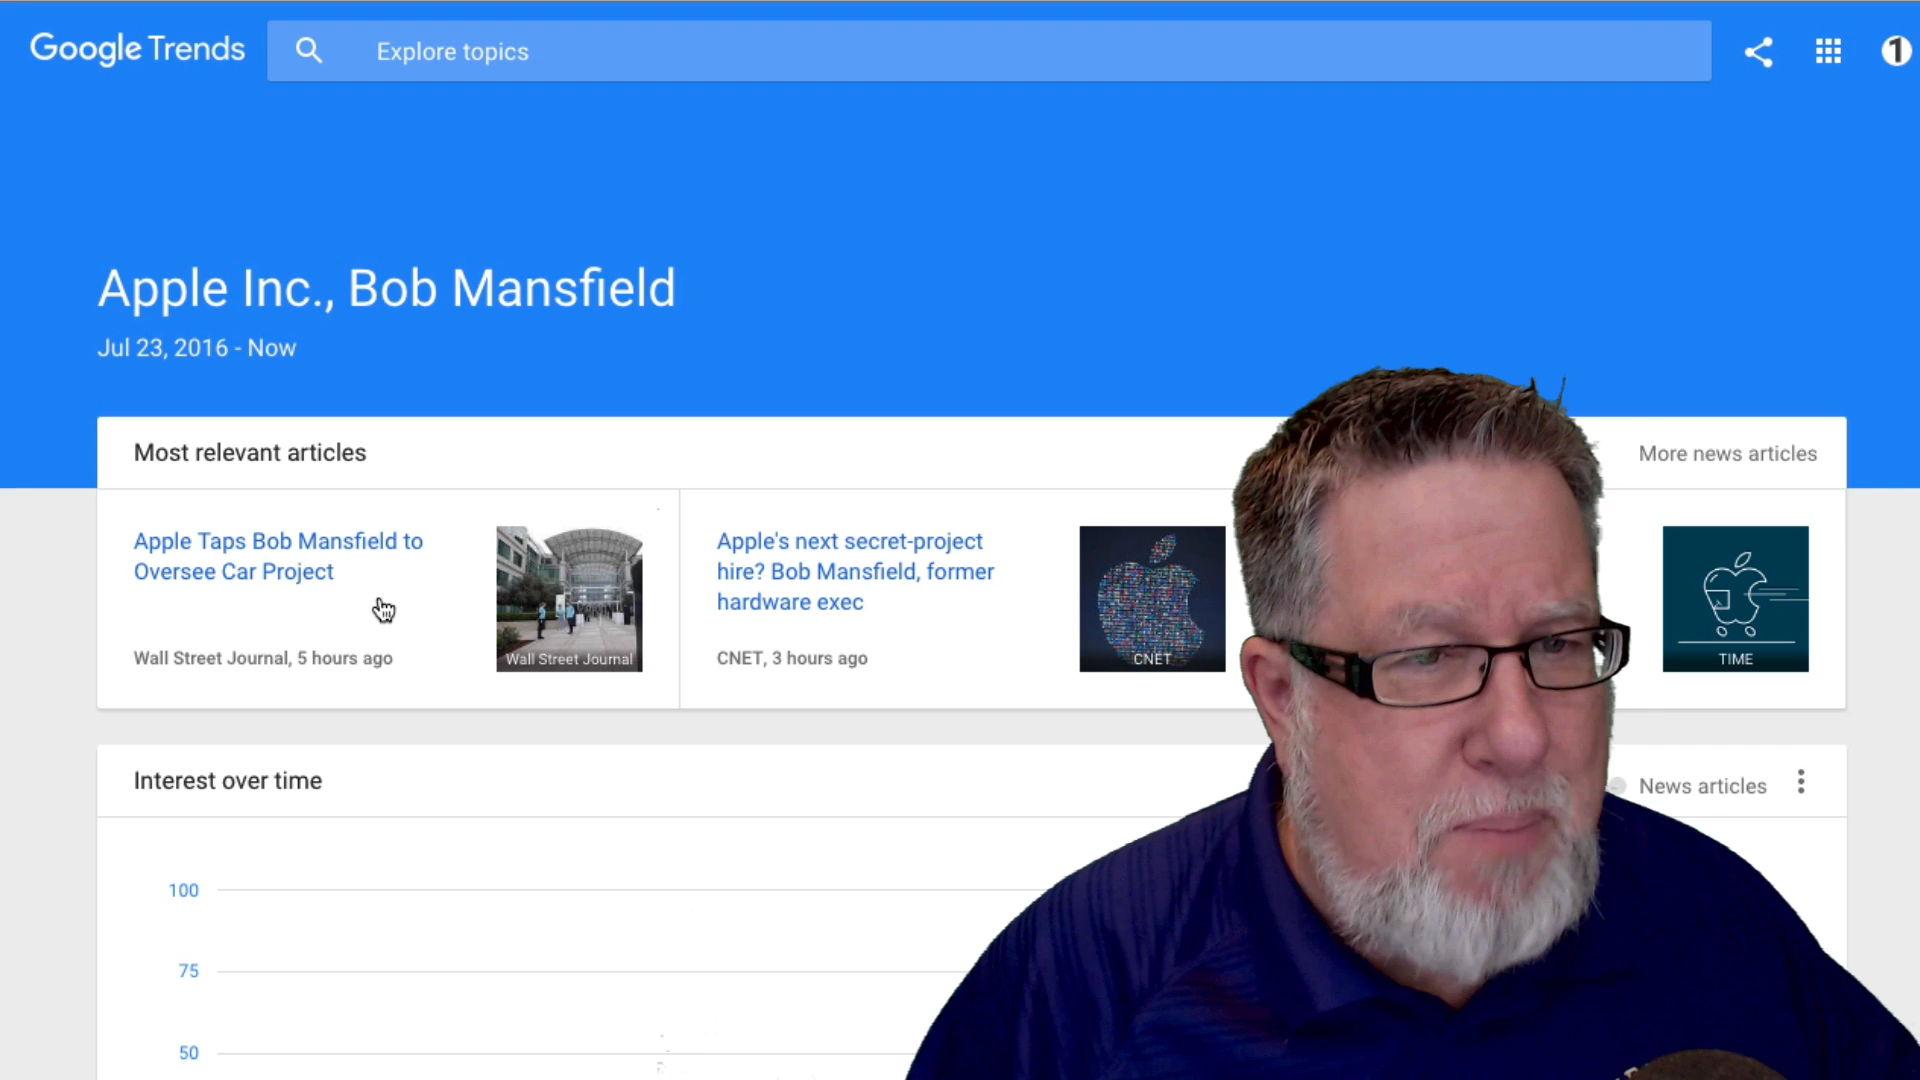 Google Trends
Explore topics
1
Apple Inc., Bob Mansfield
Jul 23, 2016 - Now
Most relevant articles
More news articles
Apple Taps Bob Mansfield to
Oversee Car Project
Wall Street Journal, 5 hours ago
Wall Street Journal
Apple's next secret-project
hire? Bob Mansfield, former
hardware exec
CNET, 3 hours ago
CNET
TIME
Interest over time
News articles
100
75
50